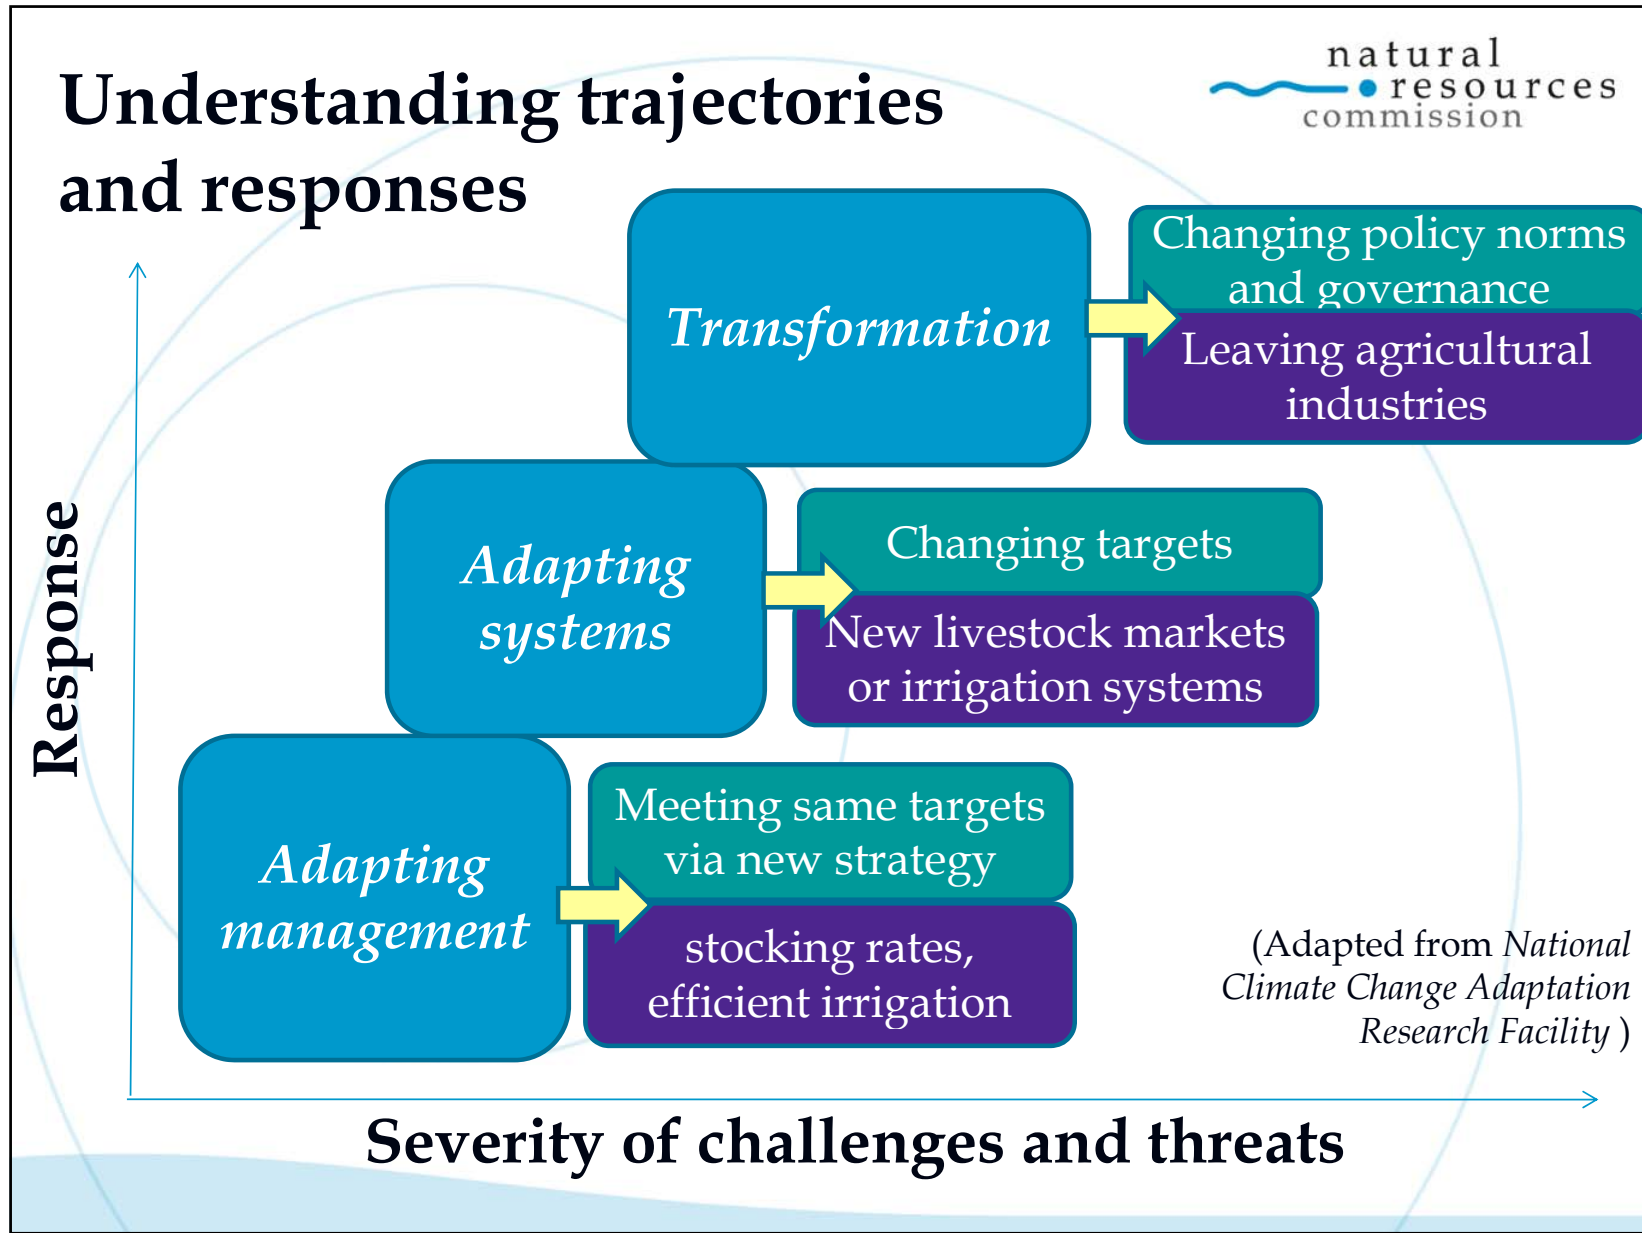 Understanding trajectories
and responses
natural
resources
commission
Transformation
Changing policy norms
and governance
Leaving agricultural
industries
Adapting
systems
Changing targets
New livestock markets
or irrigation systems
Response
Adapting
management
Meeting same targets
via new strategy
stocking rates,
efficient irrigation
(Adapted from National
Climate Change Adaptation
Research Facility )
Severity of challenges and threats